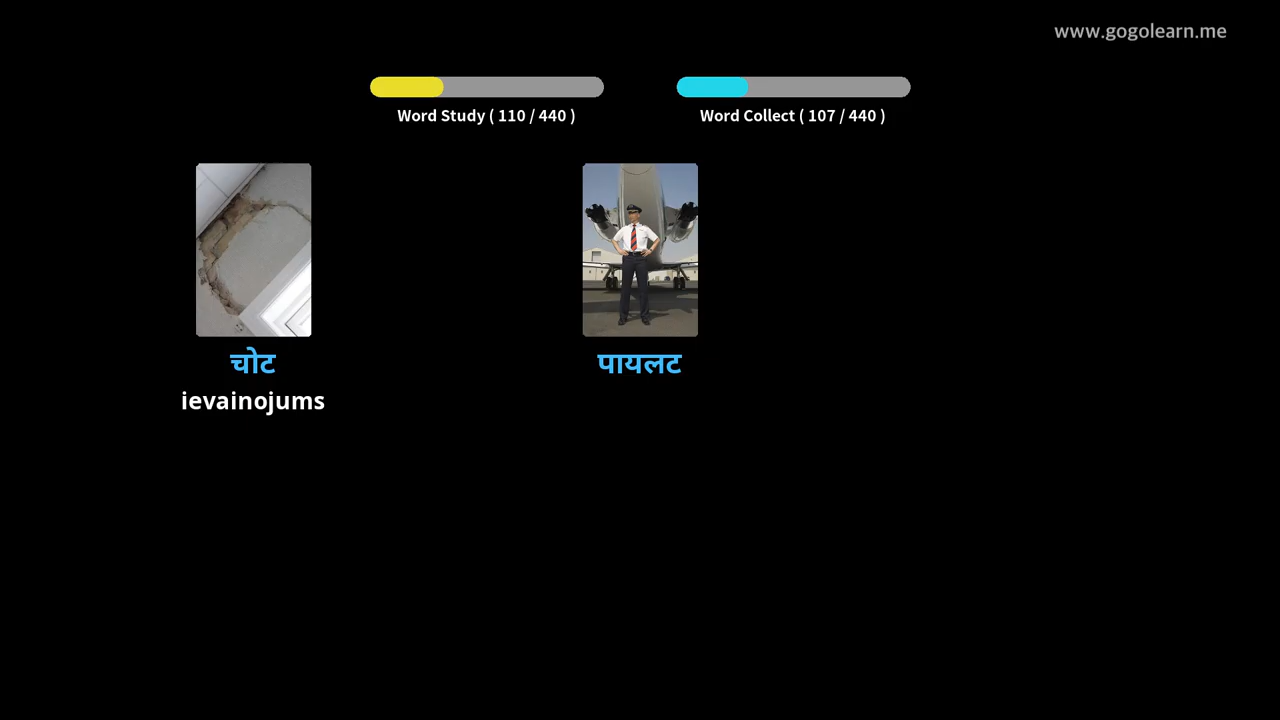 www.gogolearn.me
Word Study ( 110 / 440 )
Word Collect ( 107 / 440 )
चोट
ievainojums
पायलट